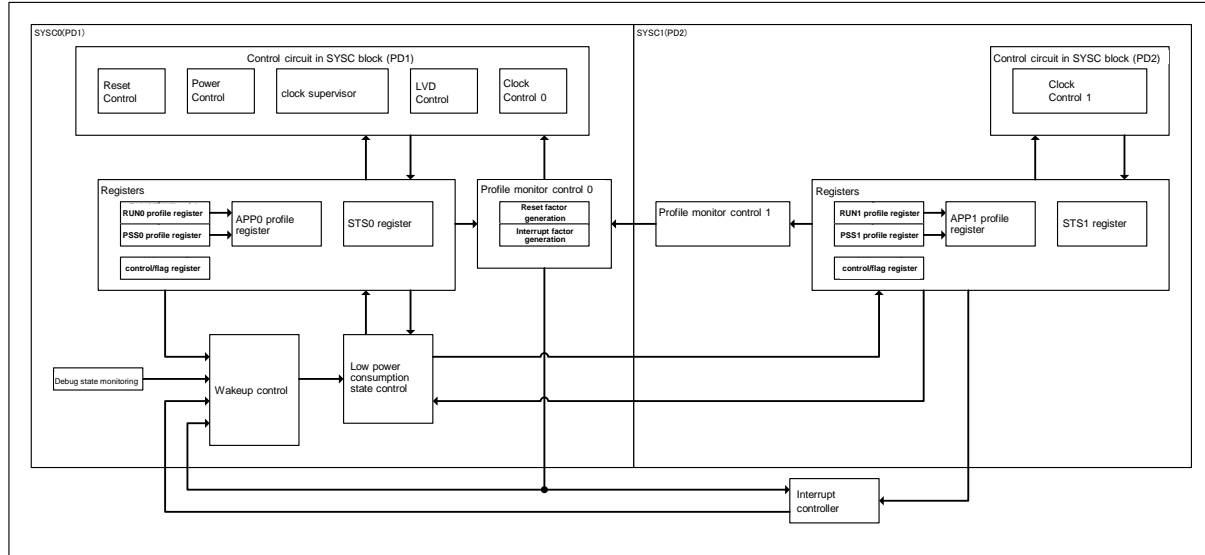 SYSC0(PD1)
SYSC1(PD2)
Control circuit in SYSC block (PD1)
Reset
Control
Power
Control
clock supervisor
LVD
Control
Clock
Control 0
Control circuit in SYSC block (PD2)
Clock
Control 1
Registers
RUN0 profile register
PSS0 profile register
control/flag register
APP0 profile
register
STS0 register
Profile monitor control 0
Reset factor
generation
Interrupt factor
generation
Profile monitor control 1
Registers
RUN1 profile register
PSS1 profile register
control/flag register
APP1 profile
register
STS1 register
Debug state monitoring
Wakeup control
Low power
consumption
state control
Interrupt
controller